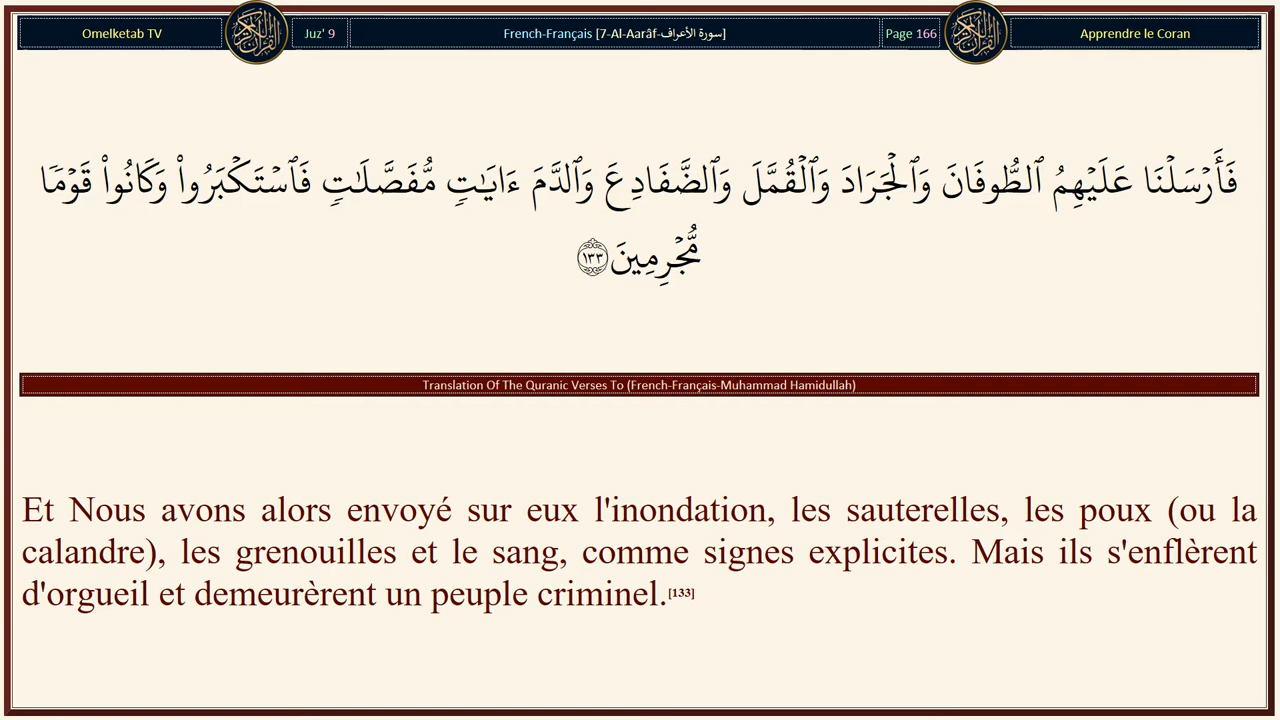 Omelketab TV
Juz' 9
French-Français [7-Al-Aarâf-سورة الأعراف]
Page 166
Apprendre le Coran
فَأَرۡسَلۡنَا عَلَيۡهِمُ ٱلطُّوفَانَ وَٱلۡجَرَادَ وَٱلۡقُمَّلَ وَٱلضَّفَادِعَ وَٱلدَّمَ ءَايَٰتٖ مُّفَصَّلَٰتٖ فَٱسۡتَكۡبَرُواْ وَكَانُواْ قَوۡمٗا
مُّجۡرِمِينَ ١٣٣
Translation Of The Quranic Verses To (French-Français-Muhammad Hamidullah)
Et Nous avons alors envoyé sur eux l'inondation, les sauterelles, les poux (ou la
calandre), les grenouilles et le sang, comme signes explicites. Mais ils s'enflèrent
d'orgueil et demeurèrent un peuple criminel.[133]